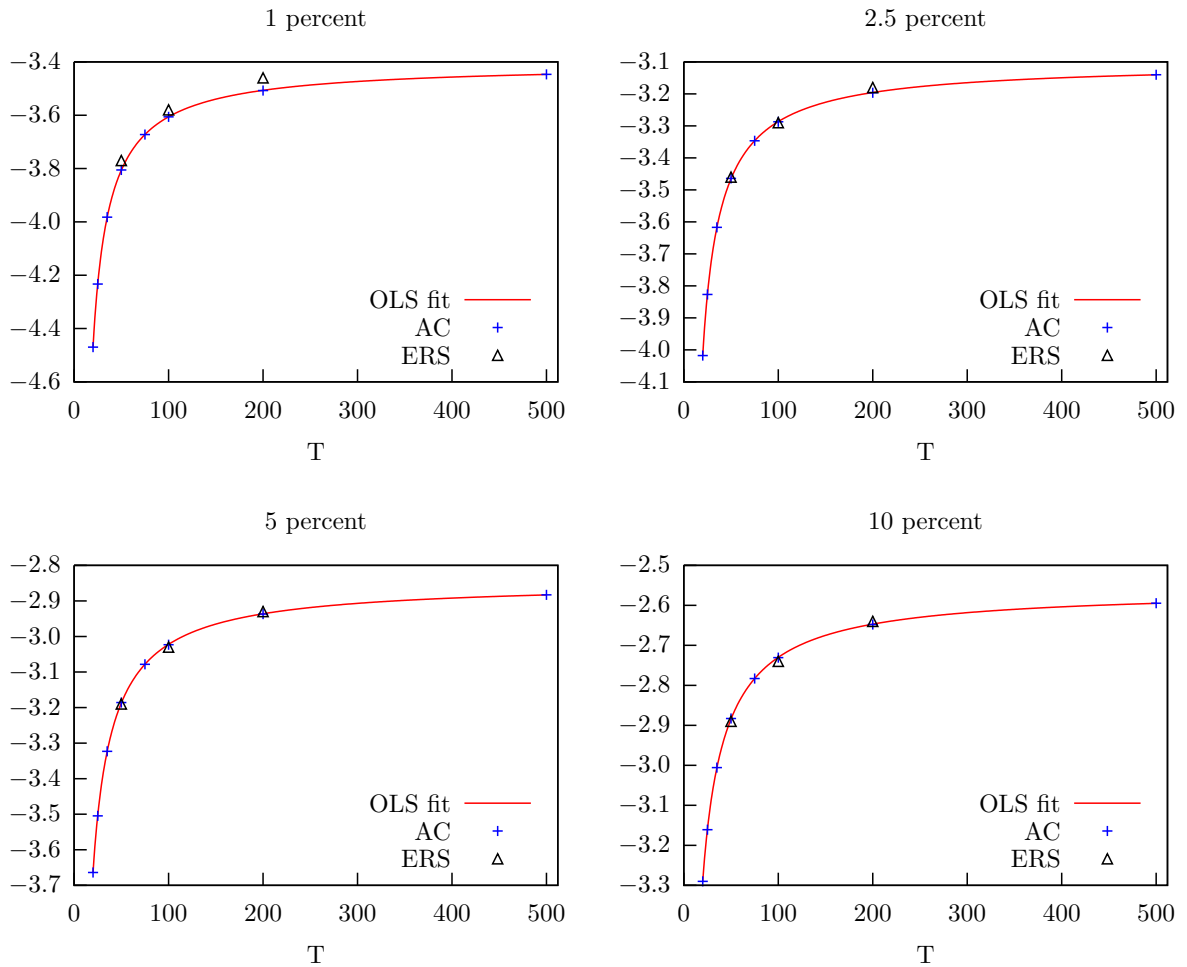 1 percent
−3.4
−3.6
−3.8
−4.0
−4.2
−4.4
−4.6
0 100 200 300 400 500
T
OLS fit
AC
ERS
2.5 percent
−3.1
−3.2
−3.3
−3.4
−3.5
−3.6
−3.7
−3.8
−3.9
−4.0
−4.1
0 100 200 300 400 500
T
OLS fit
AC
ERS
5 percent
−2.8
−2.9
−3.0
−3.1
−3.2
−3.3
−3.4
−3.5
−3.6
−3.7
0 100 200 300 400 500
T
OLS fit
AC
ERS
10 percent
−2.5
−2.6
−2.7
−2.8
−2.9
−3.0
−3.1
−3.2
−3.3
0 100 200 300 400 500
T
OLS fit
AC
ERS